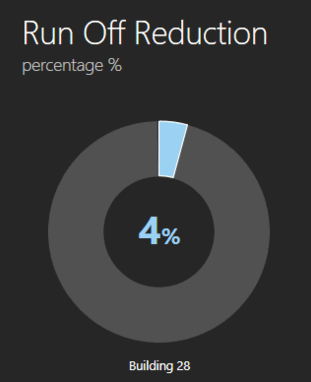 Run Off Reduction
percentage %
4%
Building 28